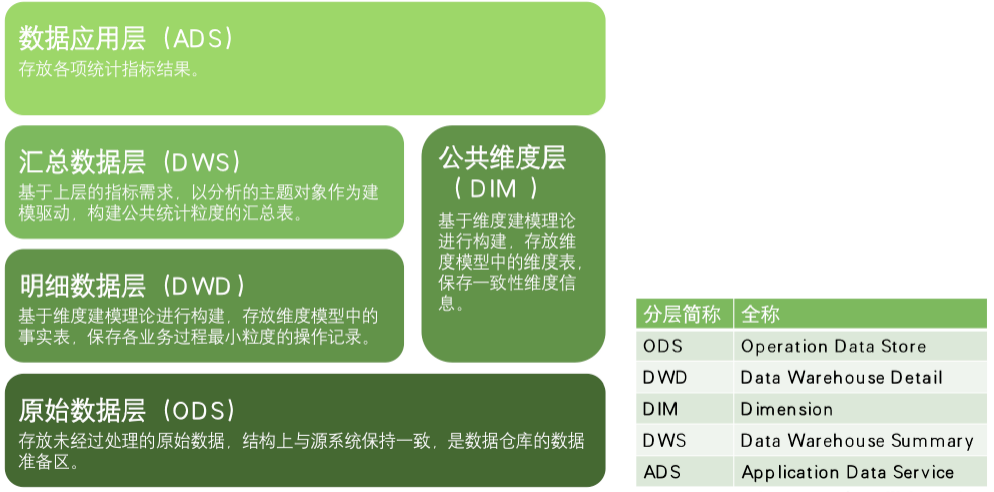 数据应用层（ADS）
存放各项统计指标结果。
汇总数据层（DWS）
基于上层的指标需求，以分析的主题对象作为建
模驱动，构建公共统计粒度的汇总表。
公共维度层
（DIM ）
基于维度建模理论
进行构建，存放维
度模型中的维度表，
保存一致性维度信
息。
明细数据层（DWD ）
基于维度建模理论进行构建，存放维度模型中的
事实表，保存各业务过程最小粒度的操作记录。
原始数据层（ODS）
存放未经过处理的原始数据，结构上与源系统保持一致，是数据仓库的数据
准备区。
分层简称 全称
ODS Operation Data Store
DWD Data Warehouse Detail
DIM Dimension
DWS Data Warehouse Summary
ADS Application Data Service